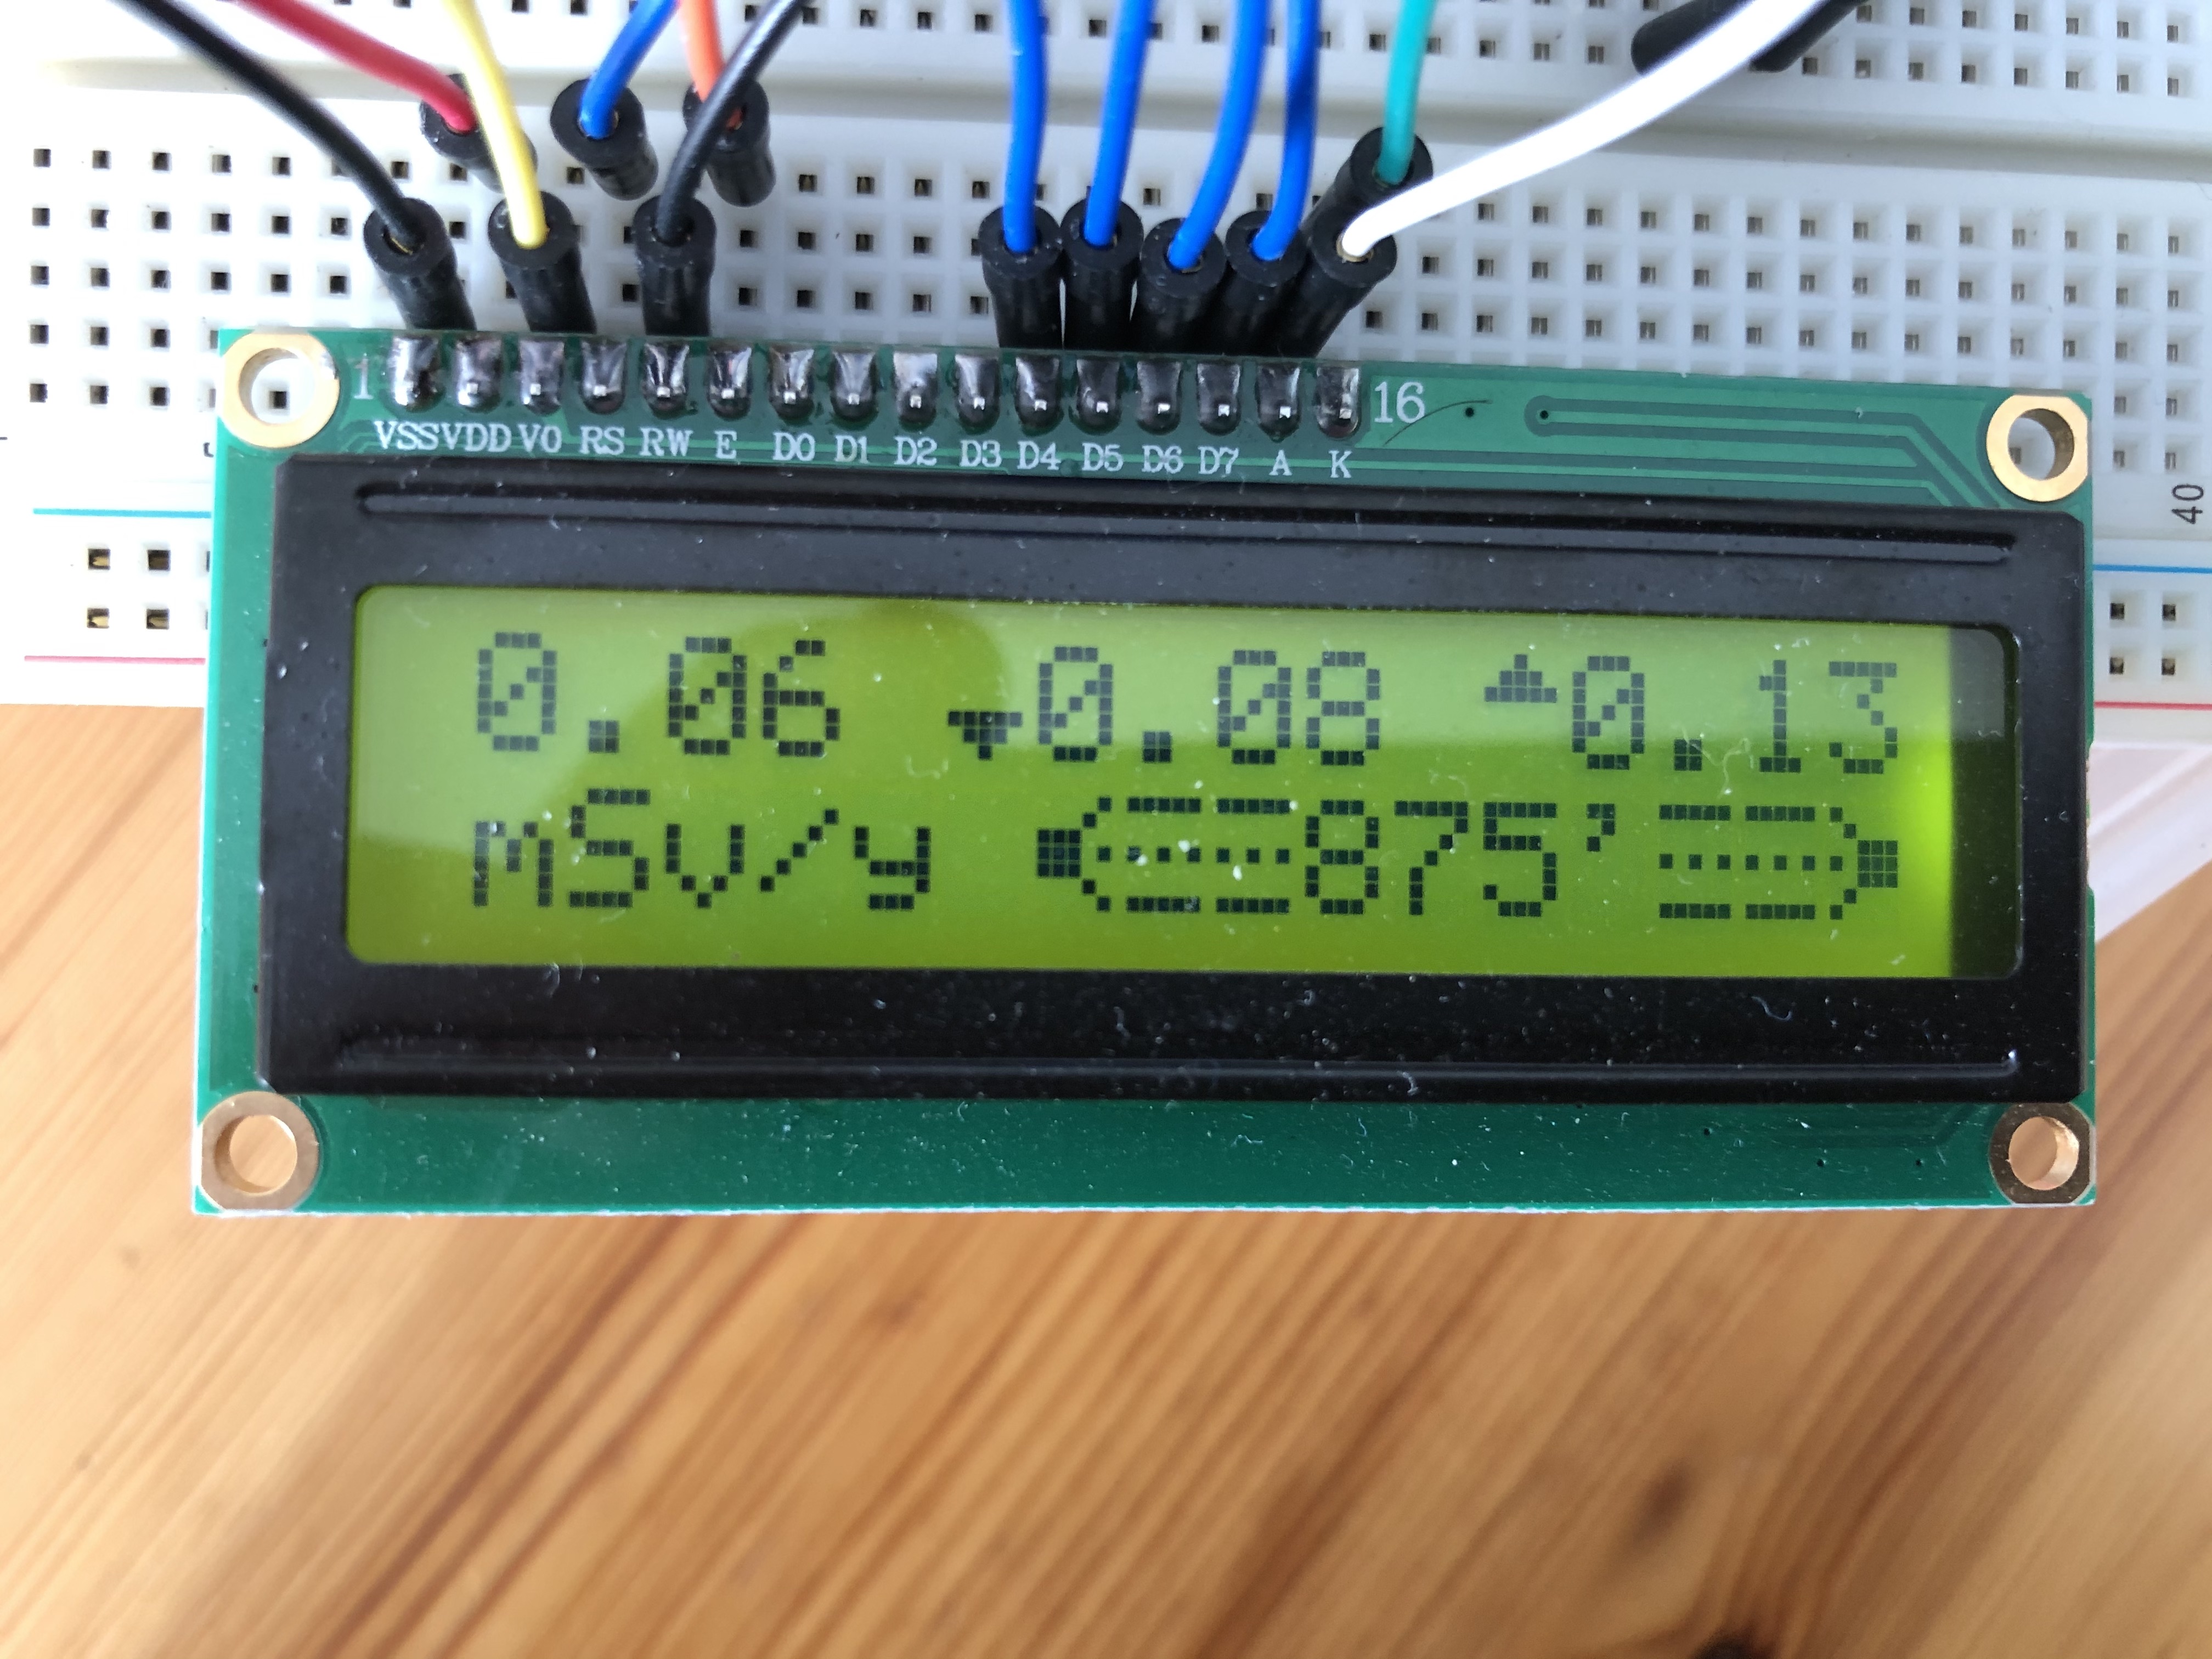 1 16
VSS VDD V0 RS RW E D0 D1 D2 D3 D4 D5 D6 D7 A K
40
0.06 ▼0.08 ▲0.13
mSv/y 875’